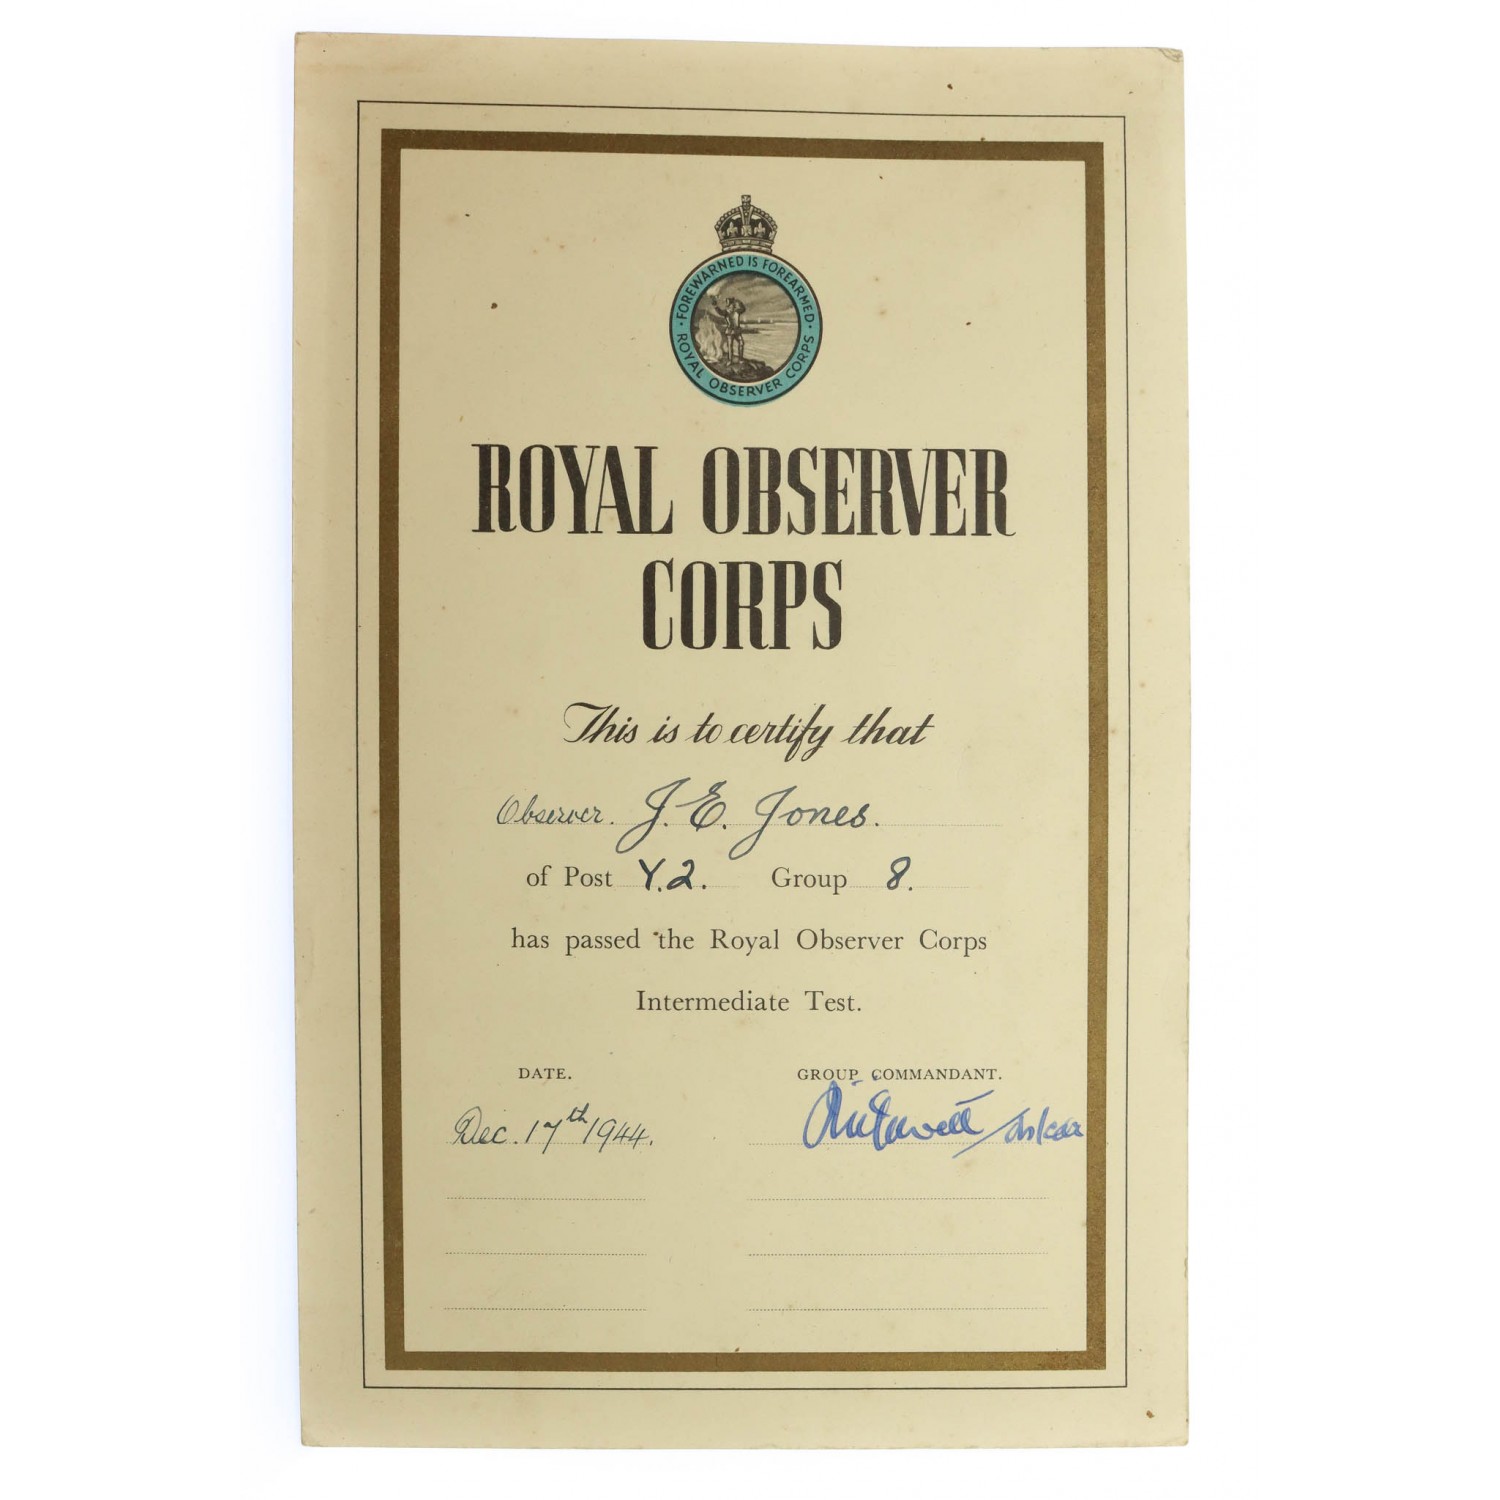 FOREWARNED IS FOREARMED
ROYAL OBSERVER CORPS
ROYAL OBSERVER
CORPS
This is to certify that
Observer. J. E. Jones.
of Post Y.2. Group 8.
has passed the Royal Observer Corps
Intermediate Test.
DATE. GROUP COMMANDANT.
Dec. 17th 1944.